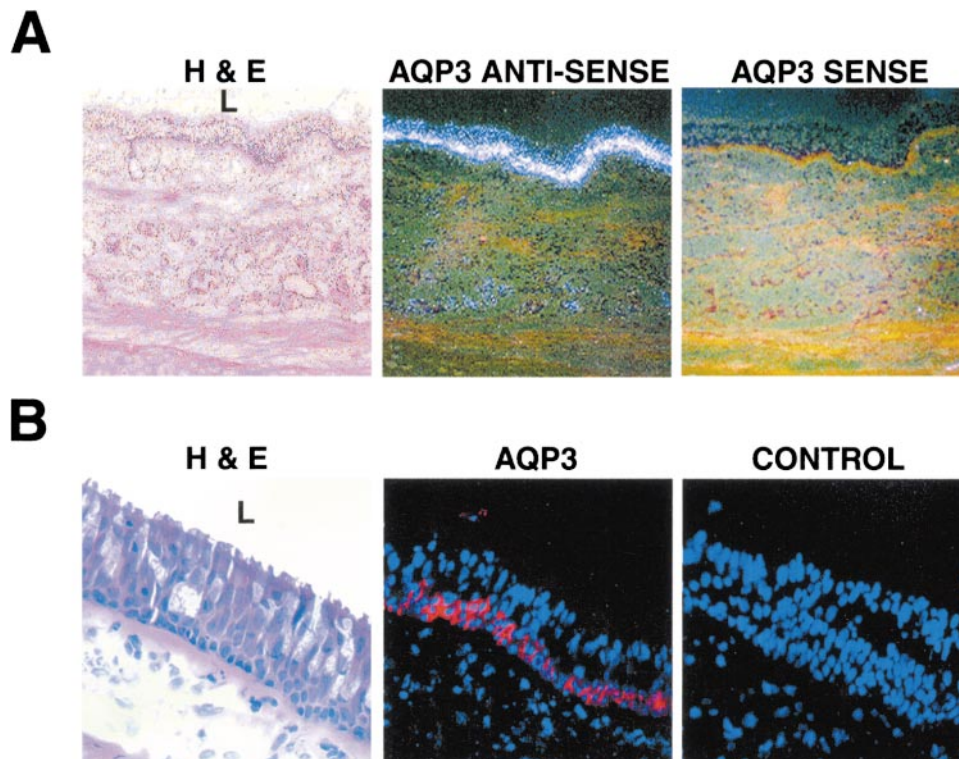 A
H & E
L
AQP3 ANTI-SENSE
AQP3 SENSE
B
H & E
L
AQP3
CONTROL